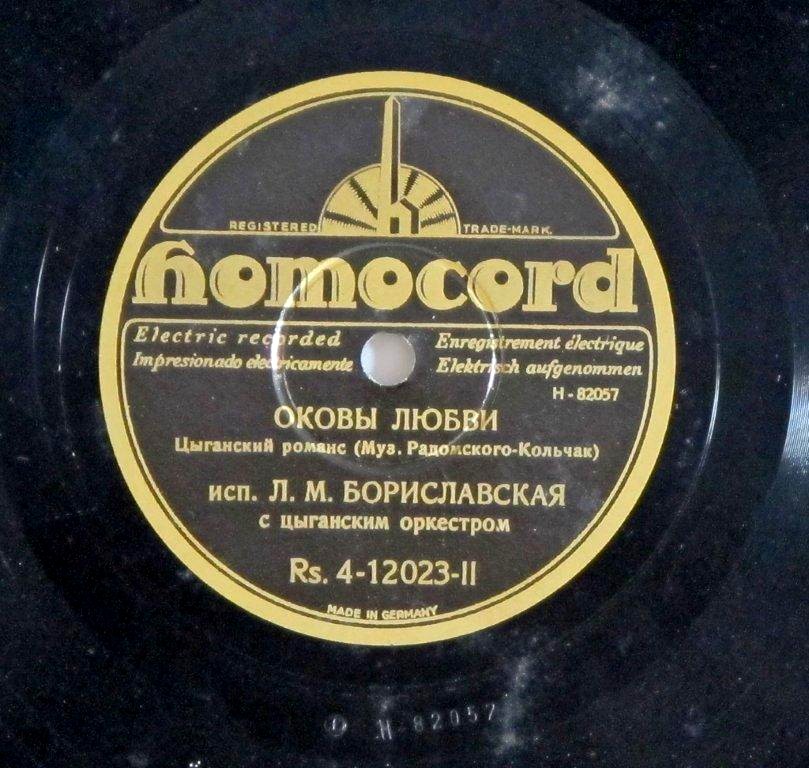 REGISTERED TRADE-MARK.
homocord
Electric recorded Enregistrement électrique
Impresionado electricamente Elektrisch aufgenommen
H - 82057
ОКОВЫ ЛЮБВИ
Цыганский романс (Муз. Радомского-Кольчак)
исп. Л. М. БОРИСЛАВСКАЯ
с цыганским оркестром
Rs. 4-12023-II
MADE IN GERMANY
H-82057